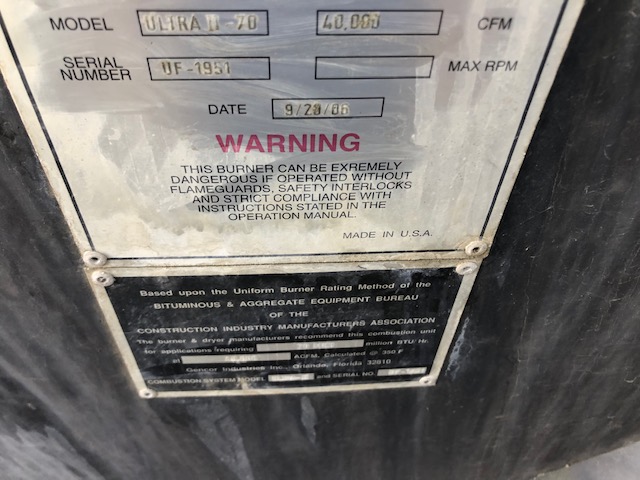 MODEL ULTRA II-70 40,000 CFM
SERIAL NUMBER UF-1951 MAX RPM
DATE 9/29/06
WARNING
THIS BURNER CAN BE EXREMELY
DANGEROUS IF OPERATED WITHOUT
FLAMEGUARDS, SAFETY INTERLOCKS
AND STRICT COMPLIANCE WITH
INSTRUCTIONS STATED IN THE
OPERATION MANUAL.
MADE IN U.S.A.
Based upon the Uniform Burner Rating Method of the
BITUMINOUS & AGGREGATE EQUIPMENT BUREAU
OF THE
CONSTRUCTION INDUSTRY MANUFACTURERS ASSOCIATION
The burner & dryer manufacturers recommend this combustion unit
for applications requiring million BTU/Hr.
at ACFM. Calculated @ 350 F
Gencor Industries Inc., Orlando, Florida 32810
COMBUSTION SYSTEM MODEL and SERIAL NO.